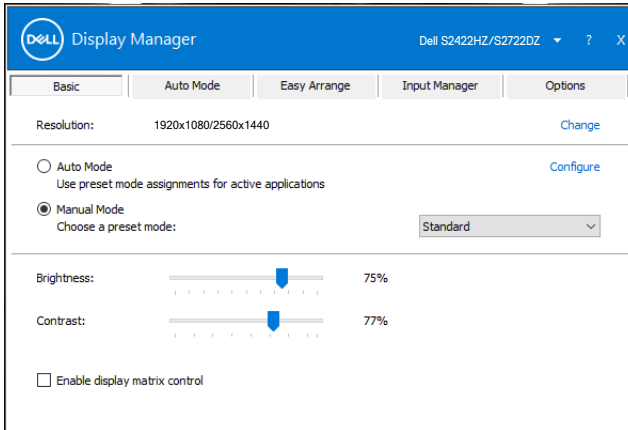 DELL Display Manager Dell S2422HZ/S2722DZ ? X
Basic Auto Mode Easy Arrange Input Manager Options
Resolution: 1920x1080/2560x1440 Change
Auto Mode Configure
Use preset mode assignments for active applications
Manual Mode
Choose a preset mode: Standard
Brightness: 75%
Contrast: 77%
Enable display matrix control